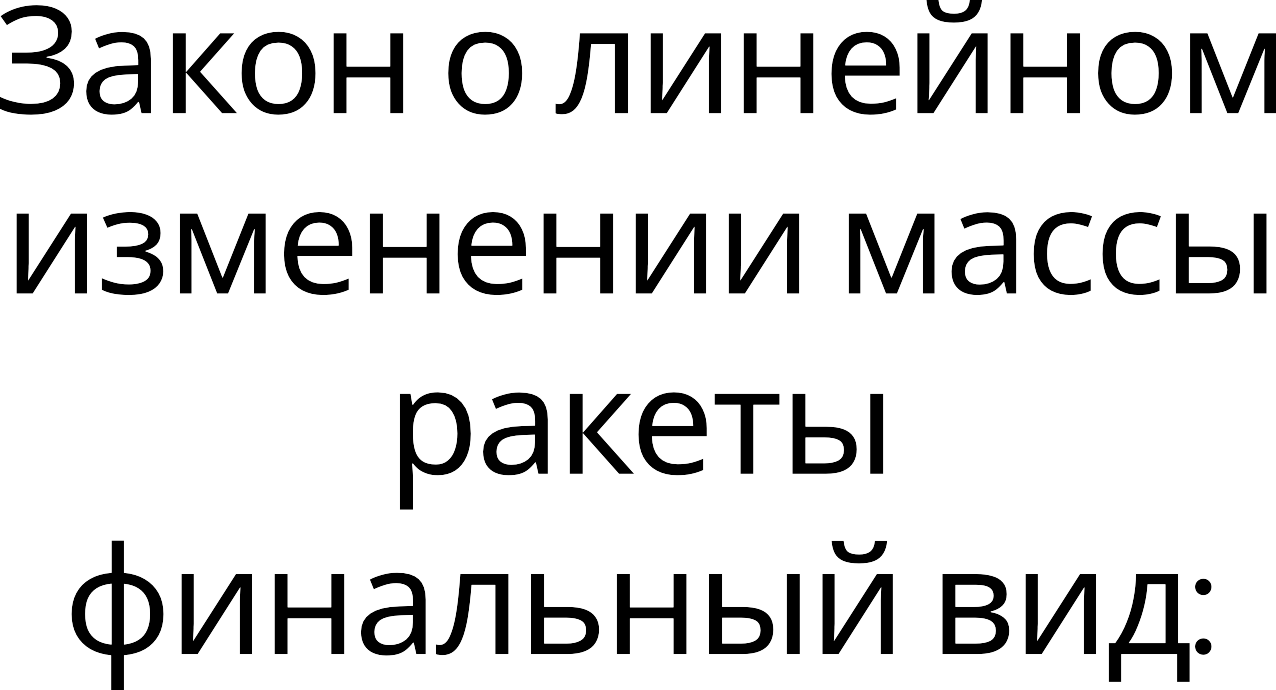 Закон о линейном
изменении массы
ракеты
финальный вид: